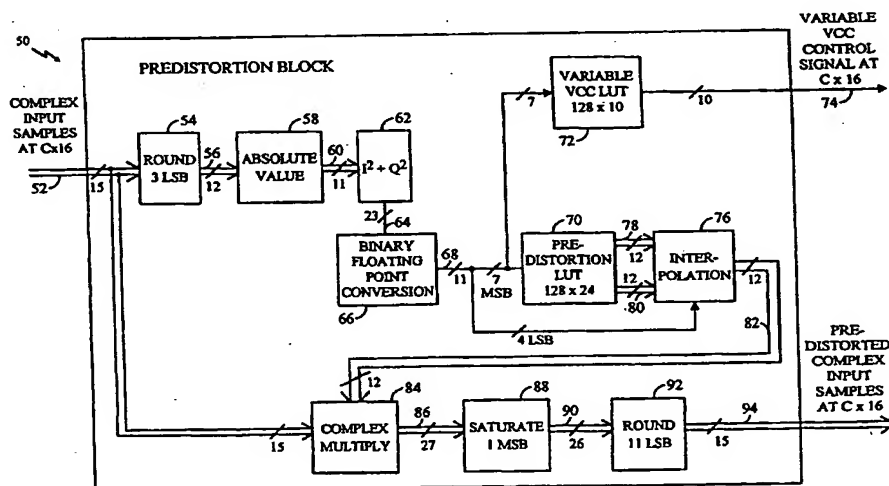 50
PREDISTORTION BLOCK
COMPLEX
INPUT
SAMPLES
AT Cx16
52
15
54
ROUND
3 LSB
56
12
58
ABSOLUTE
VALUE
60
11
62
I² + Q²
23
64
BINARY
FLOATING
POINT
CONVERSION
66
68
11
7
MSB
4 LSB
7
VARIABLE
VCC LUT
128 x 10
72
10
VARIABLE
VCC
CONTROL
SIGNAL AT
C x 16
74
70
PRE-
DISTORTION
LUT
128 x 24
78
12
12
80
76
INTER-
POLATION
12
82
12
84
COMPLEX
MULTIPLY
15
86
27
88
SATURATE
1 MSB
90
26
92
ROUND
11 LSB
15
94
PRE-
DISTORTED
COMPLEX
INPUT
SAMPLES
AT C x 16